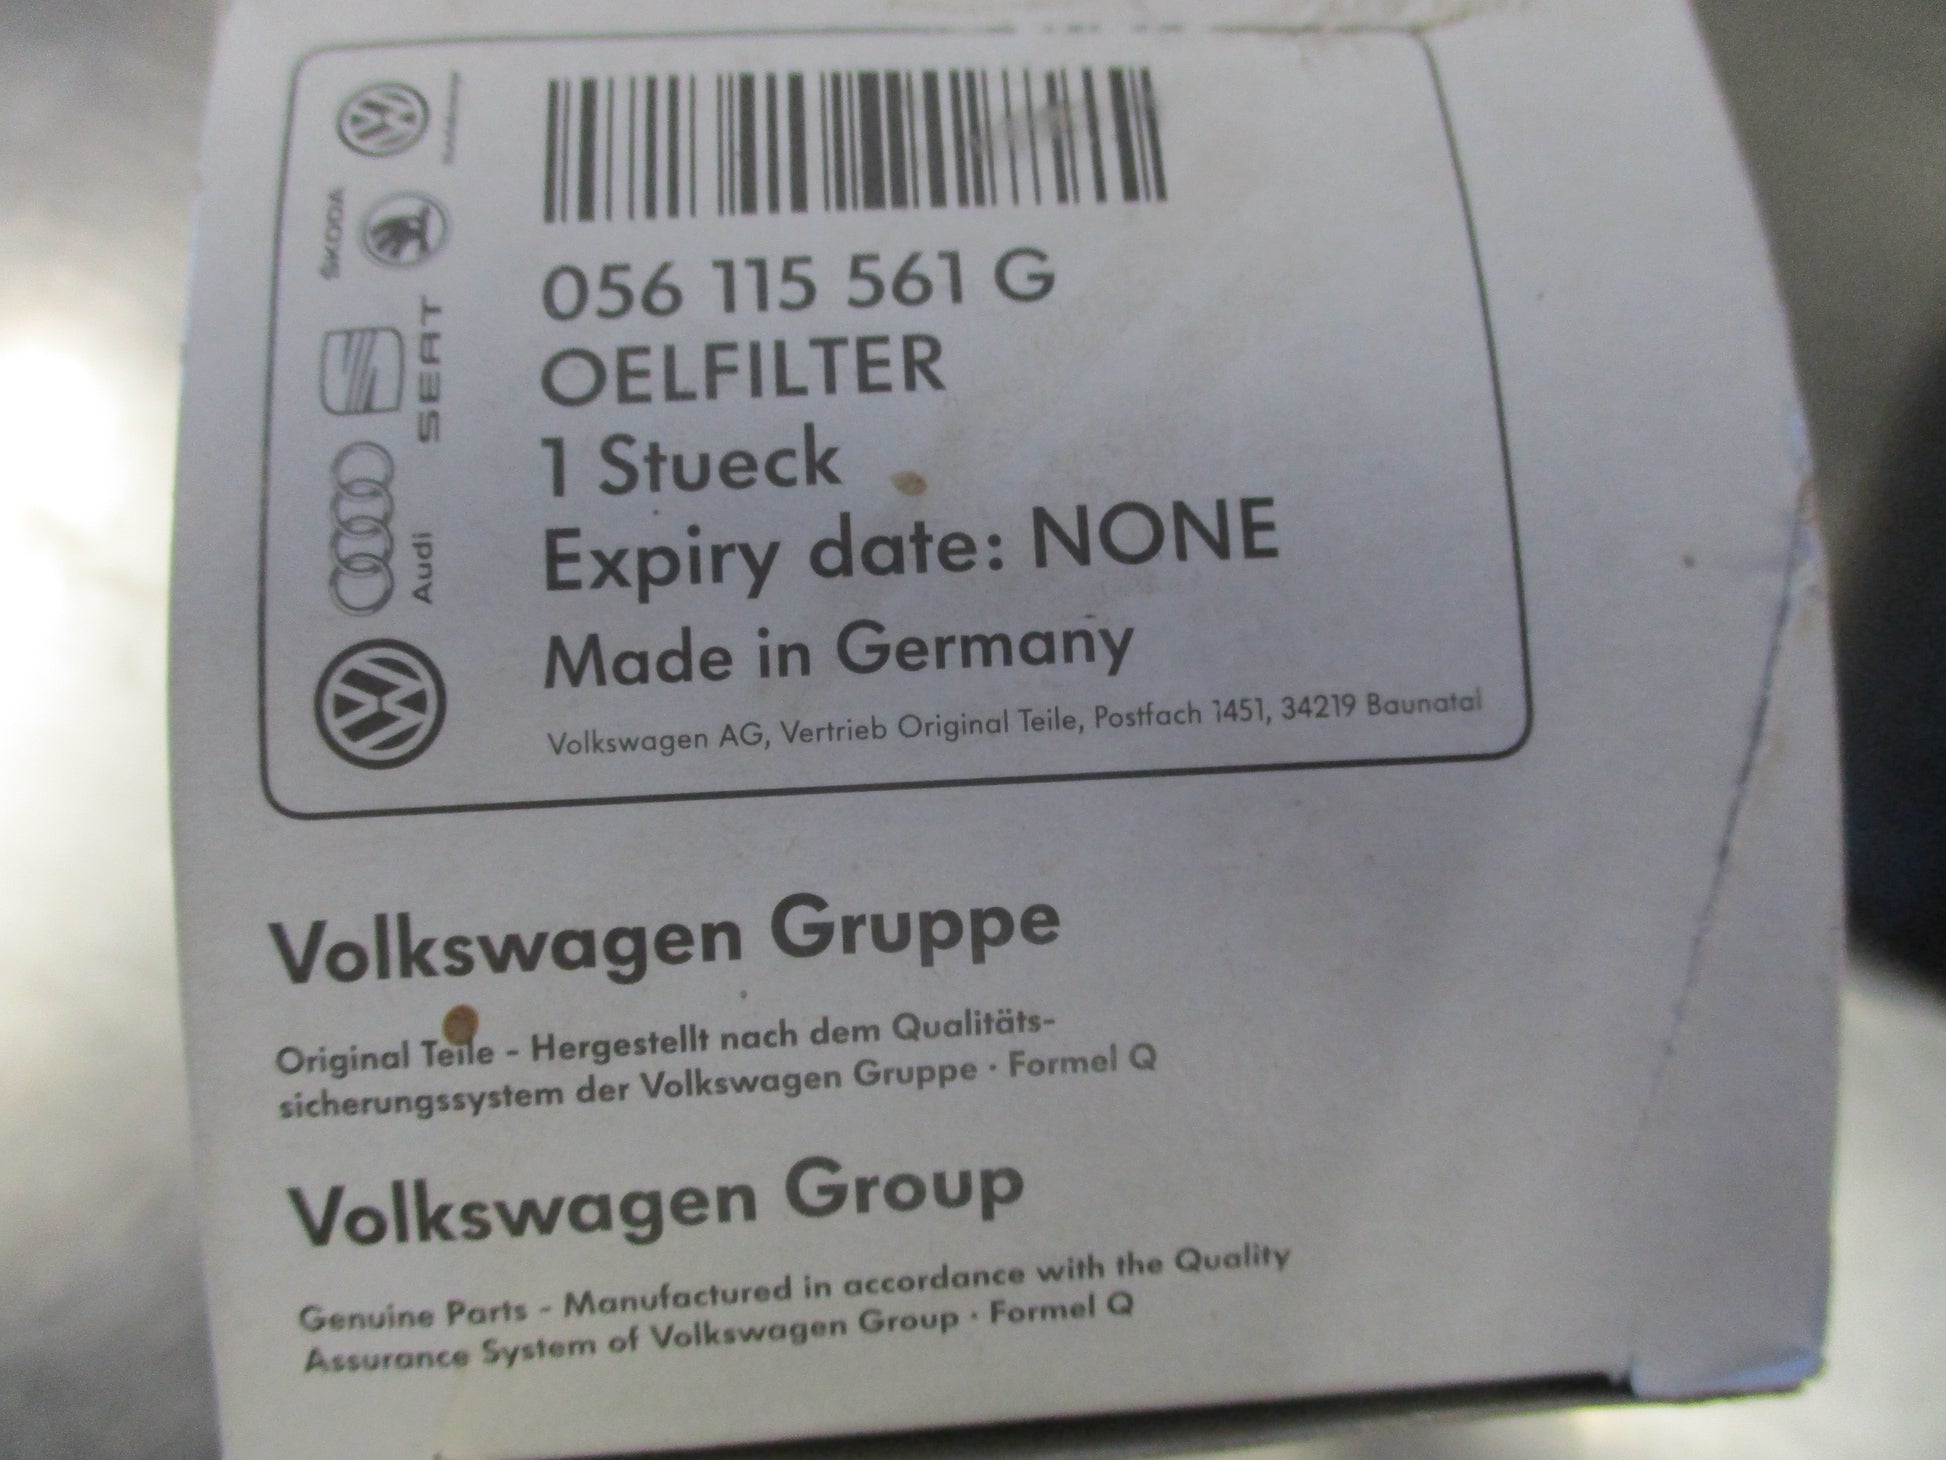 ŠKODA
SEAT
Audi
056 115 561 G
OELFILTER
1 Stueck
Expiry date: NONE
Made in Germany
Volkswagen AG, Vertrieb Original Teile, Postfach 1451, 34219 Baunatal
Volkswagen Gruppe
Original Teile - Hergestellt nach dem Qualitäts-
sicherungssystem der Volkswagen Gruppe · Formel Q
Volkswagen Group
Genuine Parts - Manufactured in accordance with the Quality
Assurance System of Volkswagen Group · Formel Q